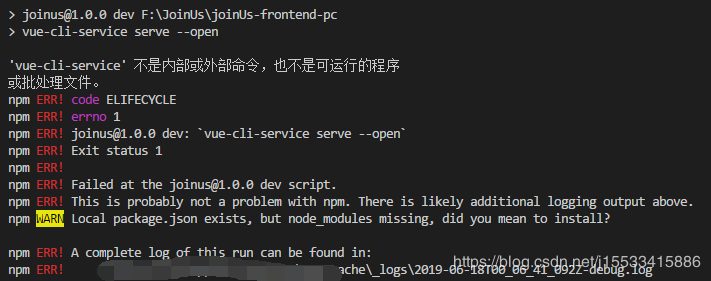 > joinus@1.0.0 dev F:\JoinUs\joinUs-frontend-pc
> vue-cli-service serve --open
'vue-cli-service' 不是内部或外部命令，也不是可运行的程序
或批处理文件。
npm ERR! code ELIFECYCLE
npm ERR! errno 1
npm ERR! joinus@1.0.0 dev: `vue-cli-service serve --open`
npm ERR! Exit status 1
npm ERR!
npm ERR! Failed at the joinus@1.0.0 dev script.
npm ERR! This is probably not a problem with npm. There is likely additional logging output above.
npm WARN Local package.json exists, but node_modules missing, did you mean to install?
npm ERR! A complete log of this run can be found in:
npm ERR! ache\_logs\2019-06-18T00_06_41_092Z-debug.log
https://blog.csdn.net/i15533415886